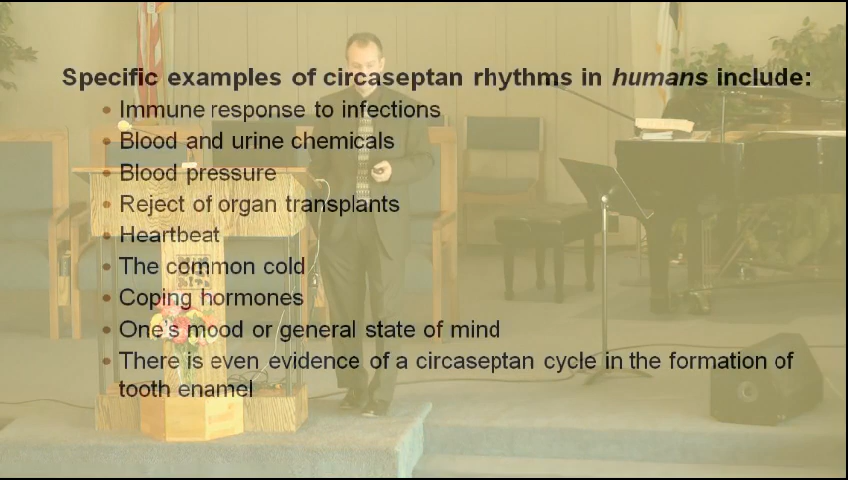 Specific examples of circaseptan rhythms in humans include:
• Immune response to infections
• Blood and urine chemicals
• Blood pressure
• Reject of organ transplants
• Heartbeat
• The common cold
• Coping hormones
• One's mood or general state of mind
• There is even evidence of a circaseptan cycle in the formation of
tooth enamel